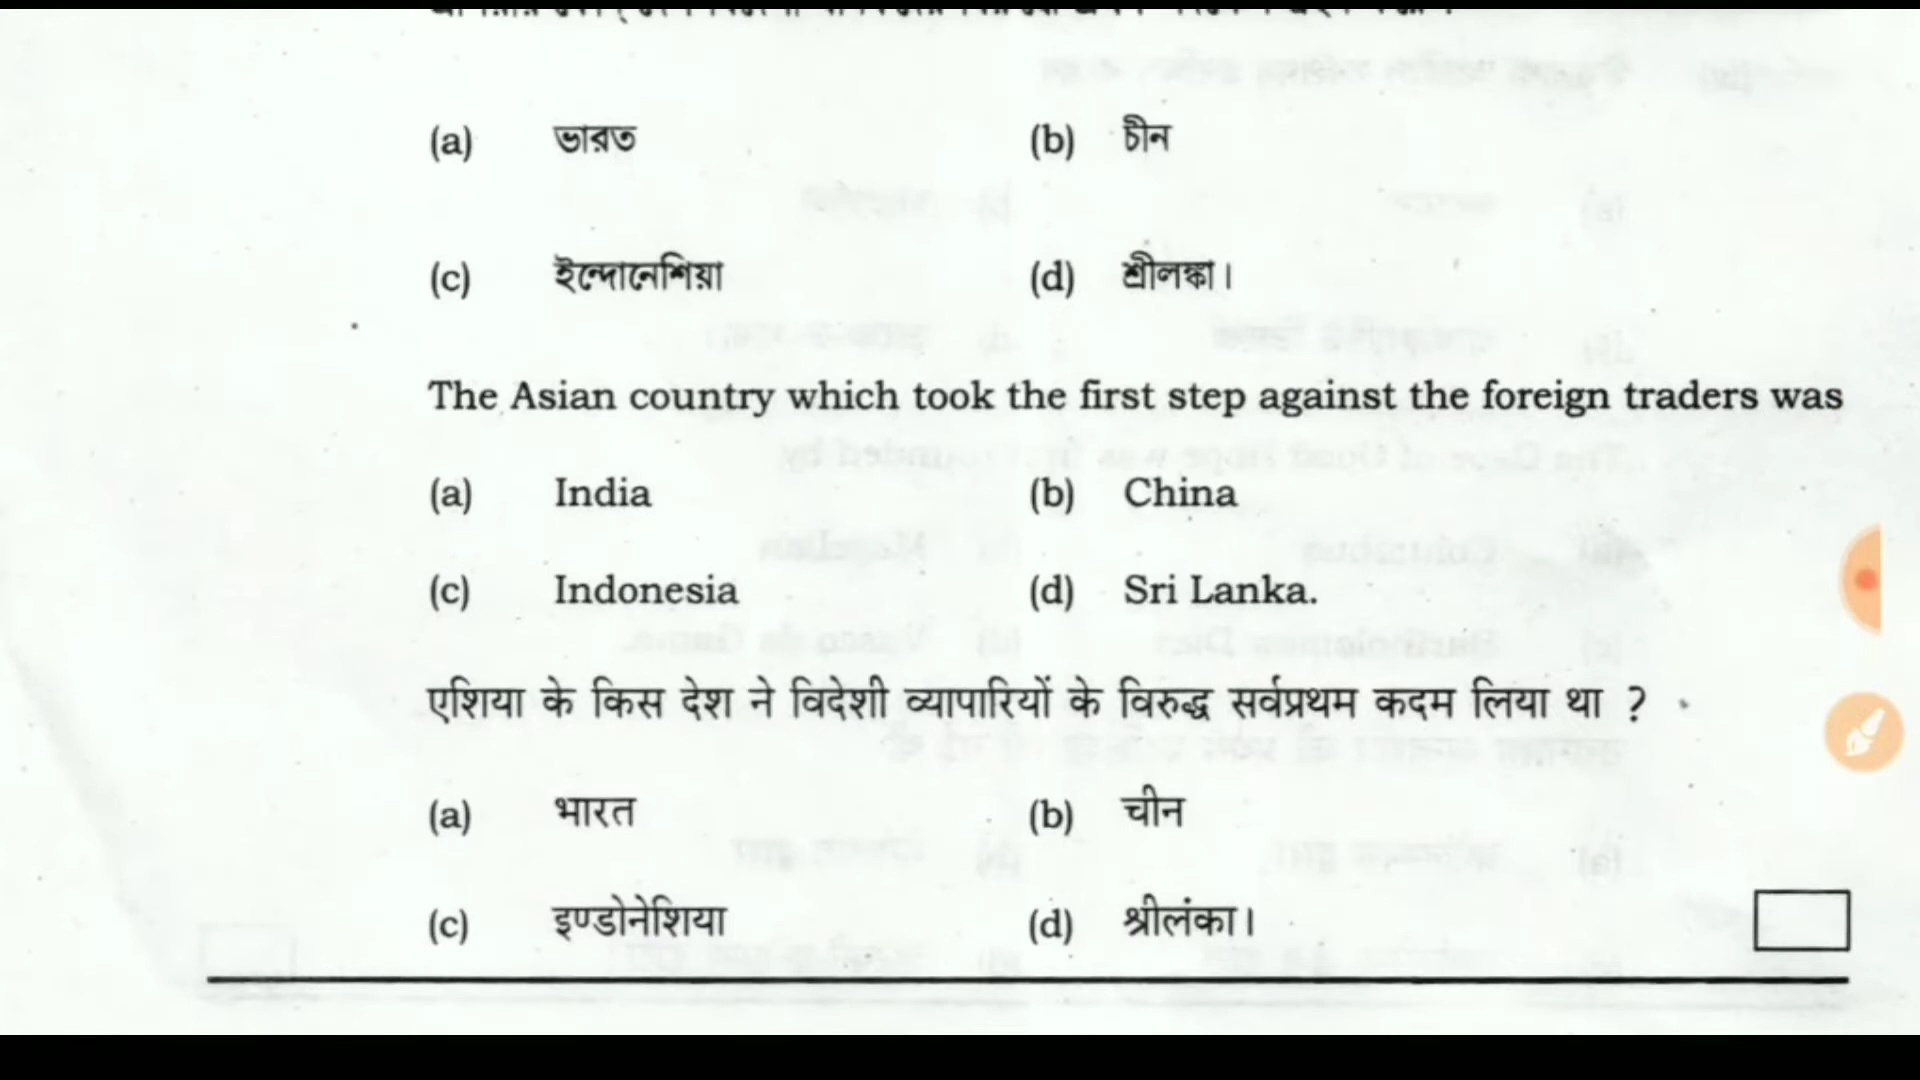 (a) ভারত (b) চীন
(c) ইন্দোনেশিয়া (d) শ্রীলঙ্কা।
The Asian country which took the first step against the foreign traders was
(a) India (b) China
(c) Indonesia (d) Sri Lanka.
एशिया के किस देश ने विदेशी व्यापारियों के विरुद्ध सर्वप्रथम कदम लिया था ?
(a) भारत (b) चीन
(c) इण्डोनेशिया (d) श्रीलंका।